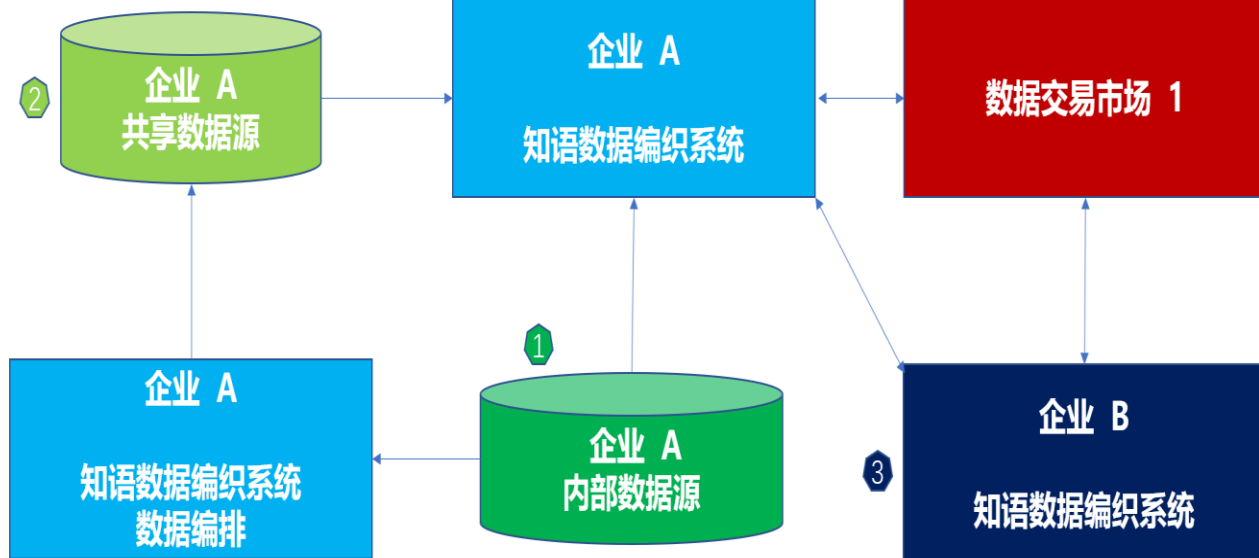 2
企业 A
共享数据源
企业 A
知语数据编织系统
数据交易市场 1
1
企业 A
知语数据编织系统
数据编排
企业 A
内部数据源
3
企业 B
知语数据编织系统